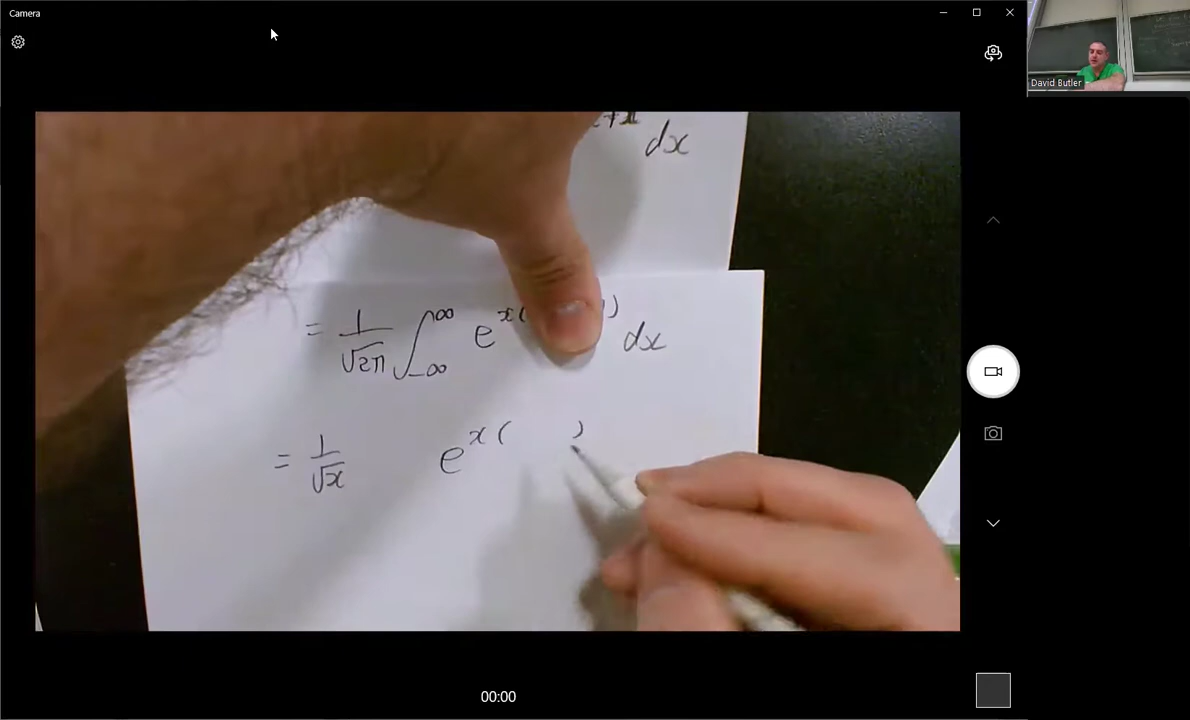 Camera
David Butler
dx
= 1/√2π ∫_{-∞}^{∞} e^{x( )} dx
= 1/√x e^{x( )}
00:00